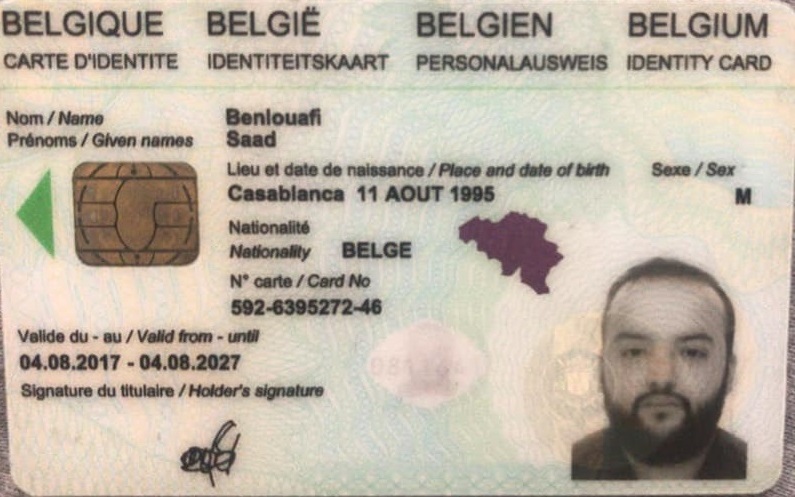 BELGIQUE BELGIË BELGIEN BELGIUM
CARTE D'IDENTITE IDENTITEITSKAART PERSONALAUSWEIS IDENTITY CARD
Nom / Name Benlouafi
Prénoms / Given names Saad
Lieu et date de naissance / Place and date of birth Sexe / Sex
Casablanca 11 AOUT 1995 M
Nationalité
Nationality BELGE
N° carte / Card No
592-6395272-46
Valide du - au / Valid from - until
04.08.2017 - 04.08.2027
Signature du titulaire / Holder's signature